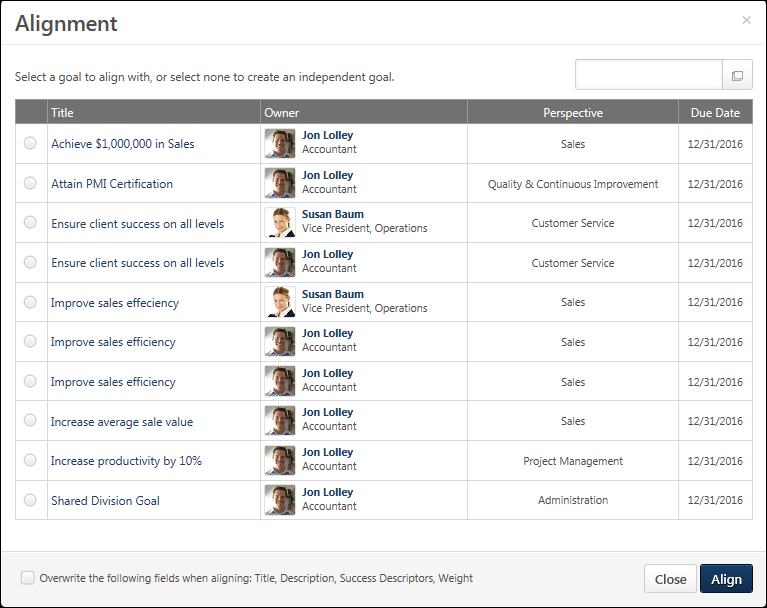 Alignment
×
Select a goal to align with, or select none to create an independent goal.
Title Owner Perspective Due Date
Achieve $1,000,000 in Sales Jon Lolley Accountant Sales 12/31/2016
Attain PMI Certification Jon Lolley Accountant Quality & Continuous Improvement 12/31/2016
Ensure client success on all levels Susan Baum Vice President, Operations Customer Service 12/31/2016
Ensure client success on all levels Jon Lolley Accountant Customer Service 12/31/2016
Improve sales effeciency Susan Baum Vice President, Operations Sales 12/31/2016
Improve sales efficiency Jon Lolley Accountant Sales 12/31/2016
Improve sales efficiency Jon Lolley Accountant Sales 12/31/2016
Increase average sale value Jon Lolley Accountant Sales 12/31/2016
Increase productivity by 10% Jon Lolley Accountant Project Management 12/31/2016
Shared Division Goal Jon Lolley Accountant Administration 12/31/2016
Overwrite the following fields when aligning: Title, Description, Success Descriptors, Weight
Close Align